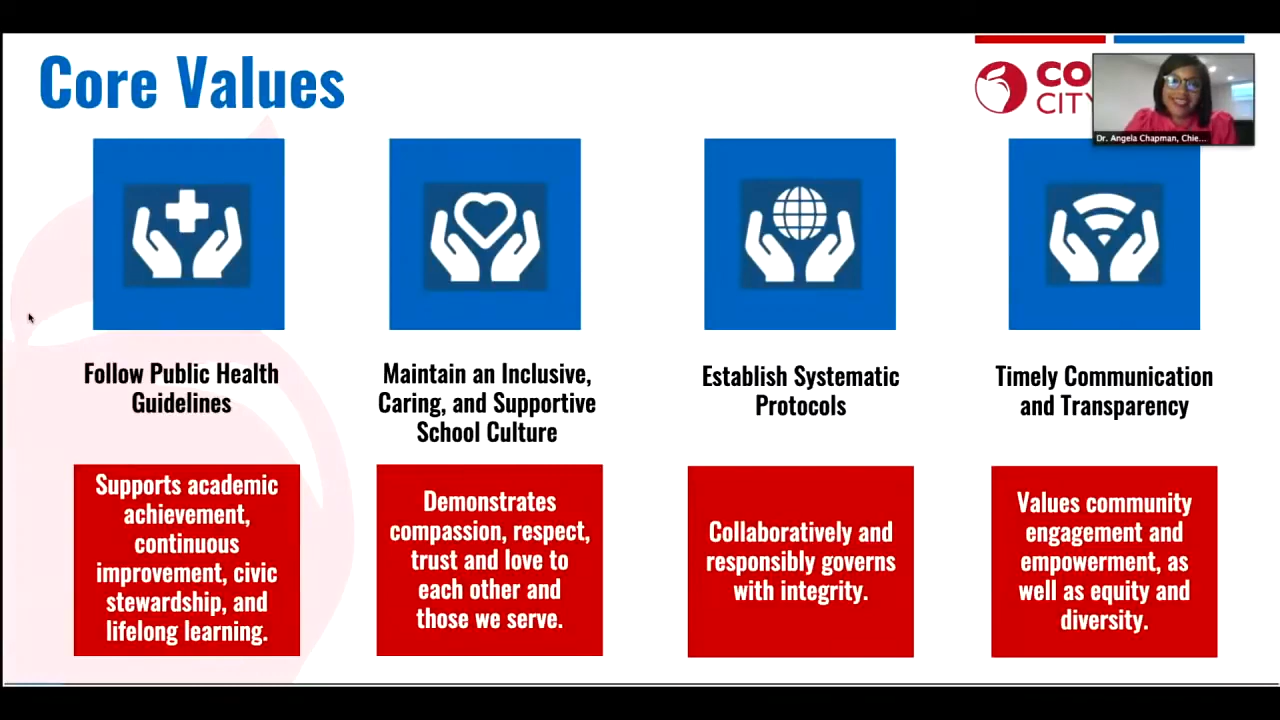 Core Values
CO
CITY
Dr. Angela Chapman, Chie...
Follow Public Health
Guidelines
Maintain an Inclusive,
Caring, and Supportive
School Culture
Establish Systematic
Protocols
Timely Communication
and Transparency
Supports academic
achievement,
continuous
improvement, civic
stewardship, and
lifelong learning.
Demonstrates
compassion, respect,
trust and love to
each other and
those we serve.
Collaboratively and
responsibly governs
with integrity.
Values community
engagement and
empowerment, as
well as equity and
diversity.